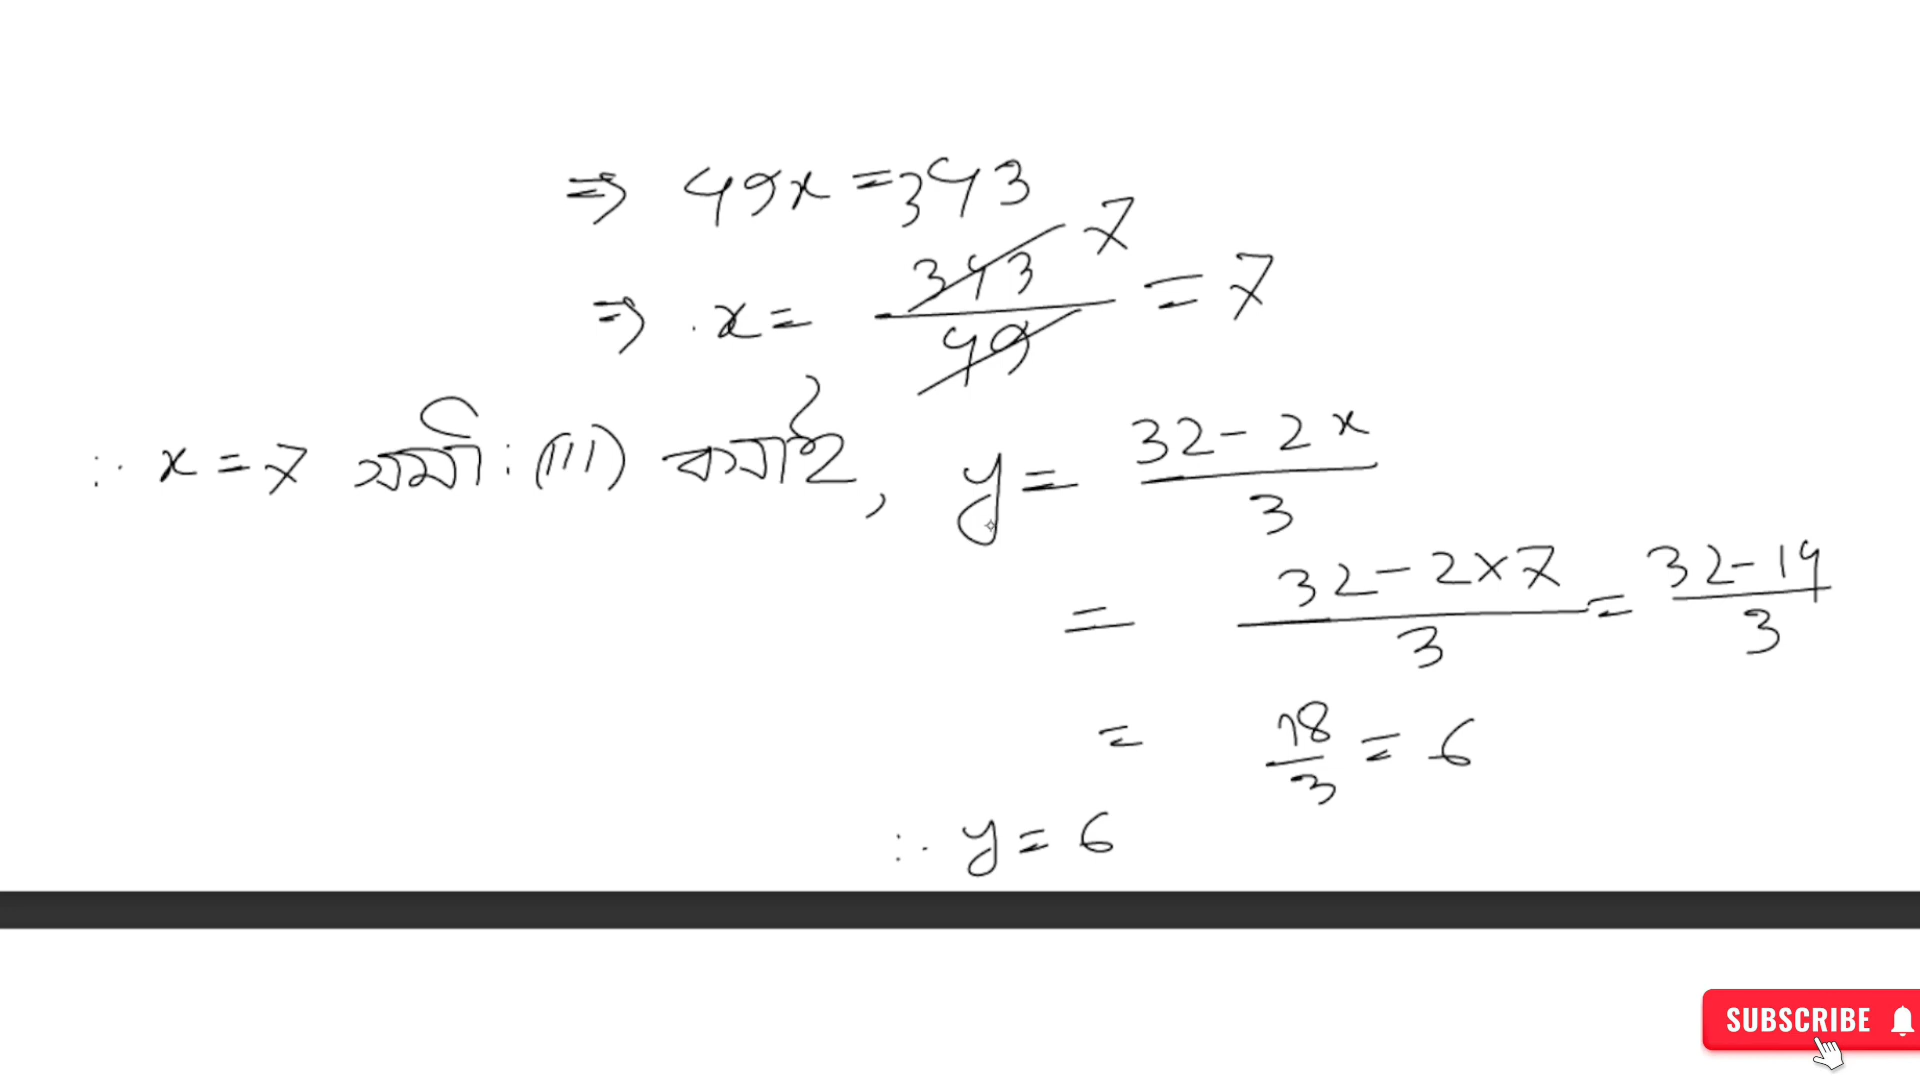 ⇒ 49x = 343
⇒ x = 343/49 7 = 7
∴ x = 7 সমী: (III) বসাই, y = (32 - 2x)/3
= (32 - 2×7)/3 = (32 - 14)/3
= 18/3 = 6
∴ y = 6
SUBSCRIBE